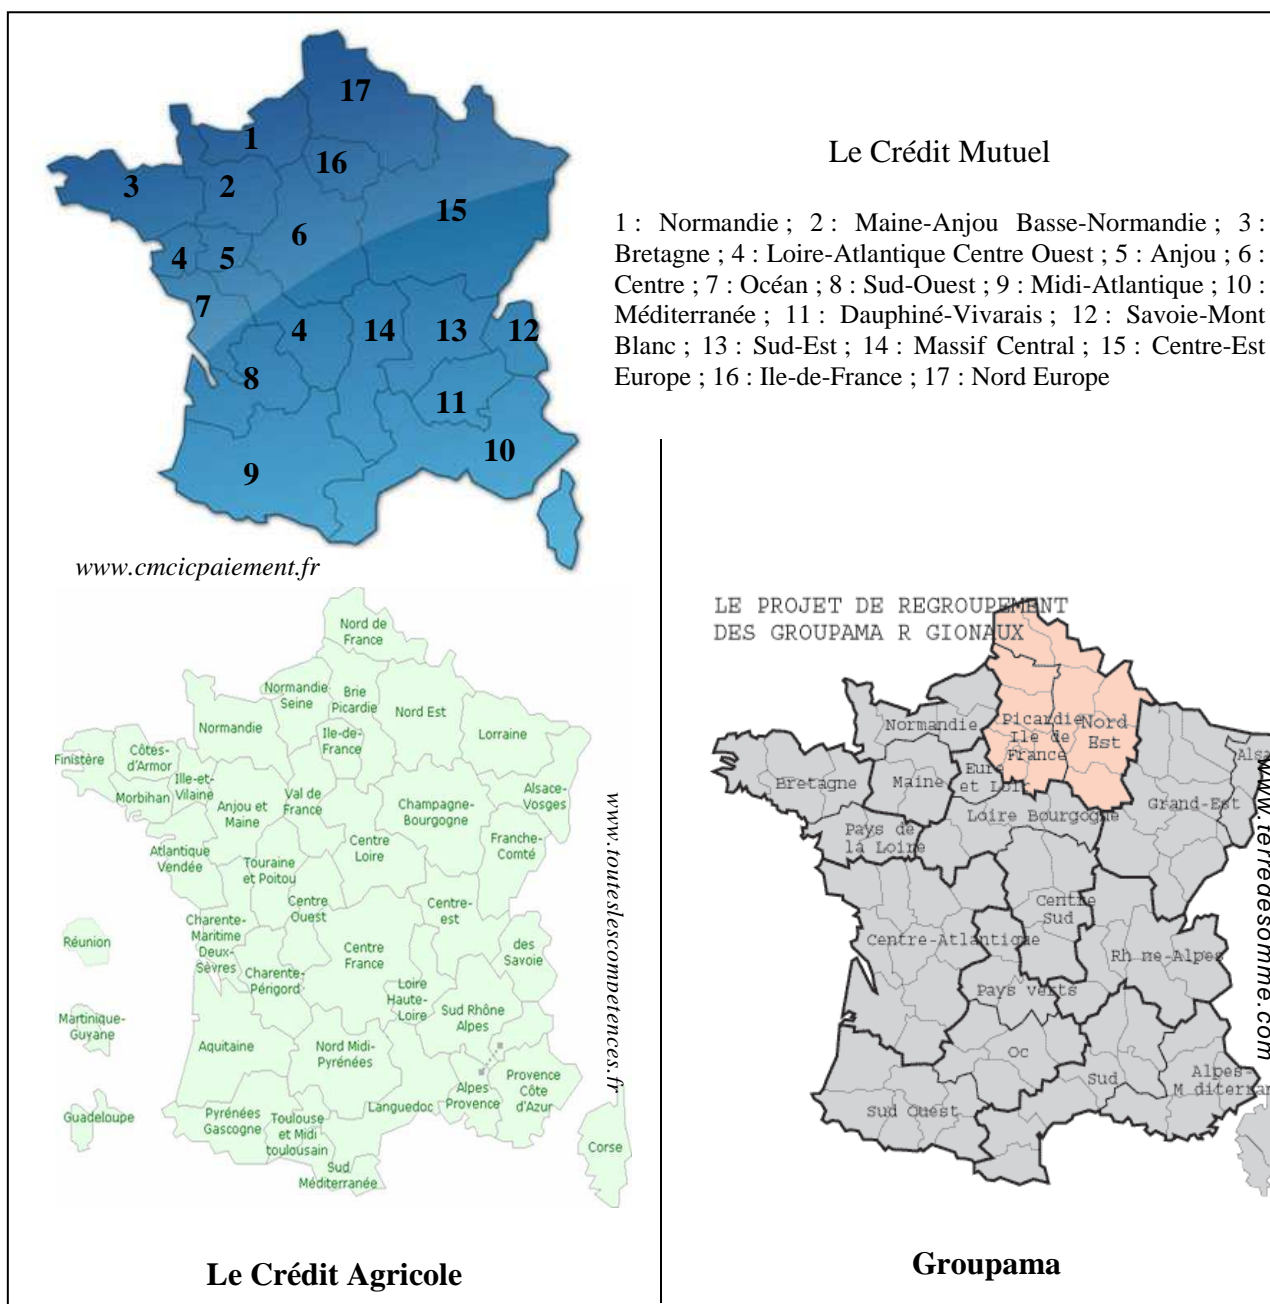 17
1
16
3
2
15
6
4
5
7
4
14
13
12
8
11
10
9
www.cmcicpaiement.fr
Le Crédit Mutuel
1 : Normandie ; 2 : Maine-Anjou Basse-Normandie ; 3 :
Bretagne ; 4 : Loire-Atlantique Centre Ouest ; 5 : Anjou ; 6 :
Centre ; 7 : Océan ; 8 : Sud-Ouest ; 9 : Midi-Atlantique ; 10 :
Méditerranée ; 11 : Dauphiné-Vivarais ; 12 : Savoie-Mont
Blanc ; 13 : Sud-Est ; 14 : Massif Central ; 15 : Centre-Est
Europe ; 16 : Ile-de-France ; 17 : Nord Europe
Nord de
France
Normandie
Seine
Brie
Picardie
Nord Est
Normandie
Ile-de-
France
Lorraine
Finistère
Côtes-
d'Armor
Ille-et-
Vilaine
Morbihan
Anjou et
Maine
Val de
France
Champagne-
Bourgogne
Alsace-
Vosges
Atlantique
Vendée
Touraine
et Poitou
Centre
Loire
Franche-
Comté
Centre
Ouest
Centre-
est
Charente-
Maritime
Deux-
Sèvres
Réunion
Centre
France
des
Savoie
Charente-
Périgord
Loire
Haute-
Loire
Sud Rhône
Alpes
Martinique-
Guyane
Aquitaine
Nord Midi-
Pyrénées
Alpes
Provence
Provence
Côte
d'Azur
Guadeloupe
Pyrénées
Gascogne
Toulouse
et Midi
toulousain
Languedoc
Sud
Méditerranée
Corse
www.touteslescompetences.fr
Le Crédit Agricole
LE PROJET DE REGROUPEMENT
DES GROUPAMA R GIONAUX
Normandie
Picardie
Ile de
France
Nord
Est
Bretagne
Maine
Eure
et Loir
Alsa
Grand-Est
Loire Bourgogne
Pays de
la Loire
Centre
Sud
Centre-Atlantique
Rh ne-Alpes
Pays verts
Oc
Sud
Alpes-
M diterran
Sud Ouest
www.terredesomme.com
Groupama